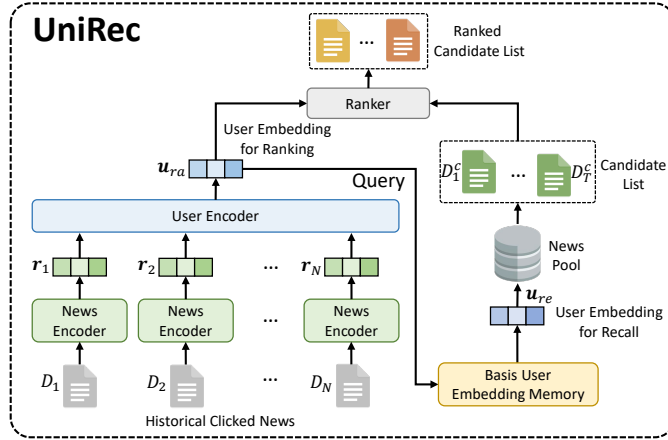 UniRec
Ranked
Candidate List
...
Ranker
User Embedding
for Ranking
u_ra
Query
D_1^c ... D_T^c
Candidate
List
User Encoder
r_1 r_2 ... r_N
News
Pool
News
Encoder
News
Encoder
...
News
Encoder
u_re
User Embedding
for Recall
D_1 D_2 ... D_N
Basis User
Embedding Memory
Historical Clicked News